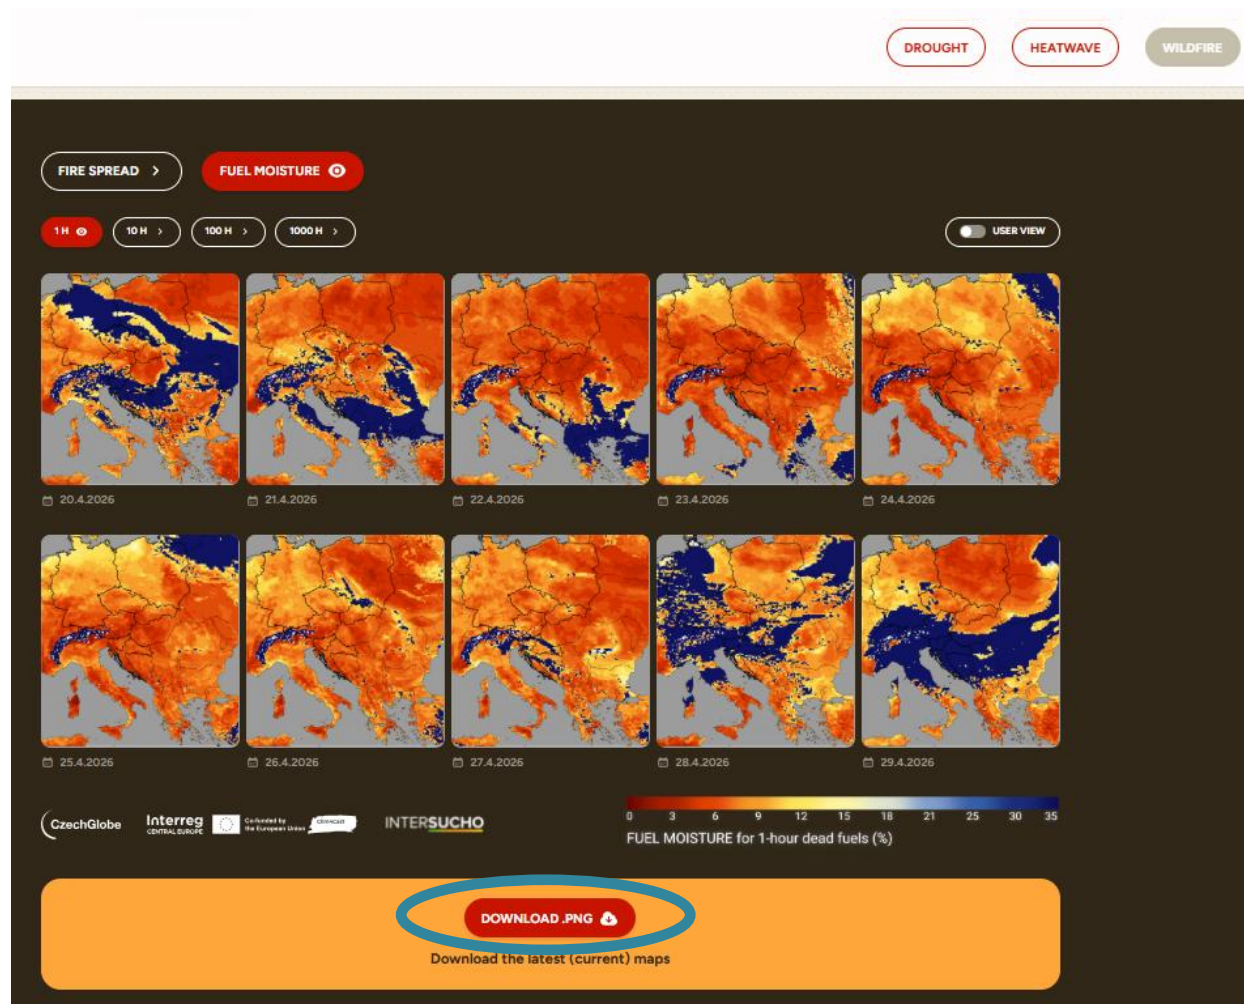 DROUGHT HEATWAVE WILDFIRE
FIRE SPREAD FUEL MOISTURE
1 H 10 H 100 H 1000 H USER VIEW
20.4.2026 21.4.2026 22.4.2026 23.4.2026 24.4.2026
25.4.2026 26.4.2026 27.4.2026 28.4.2026 29.4.2026
CzechGlobe Interreg CENTRAL EUROPE Co-funded by the European Union INTERSUCHO
0 3 6 9 12 15 18 21 25 30 35
FUEL MOISTURE for 1-hour dead fuels (%)
DOWNLOAD .PNG
Download the latest (current) maps